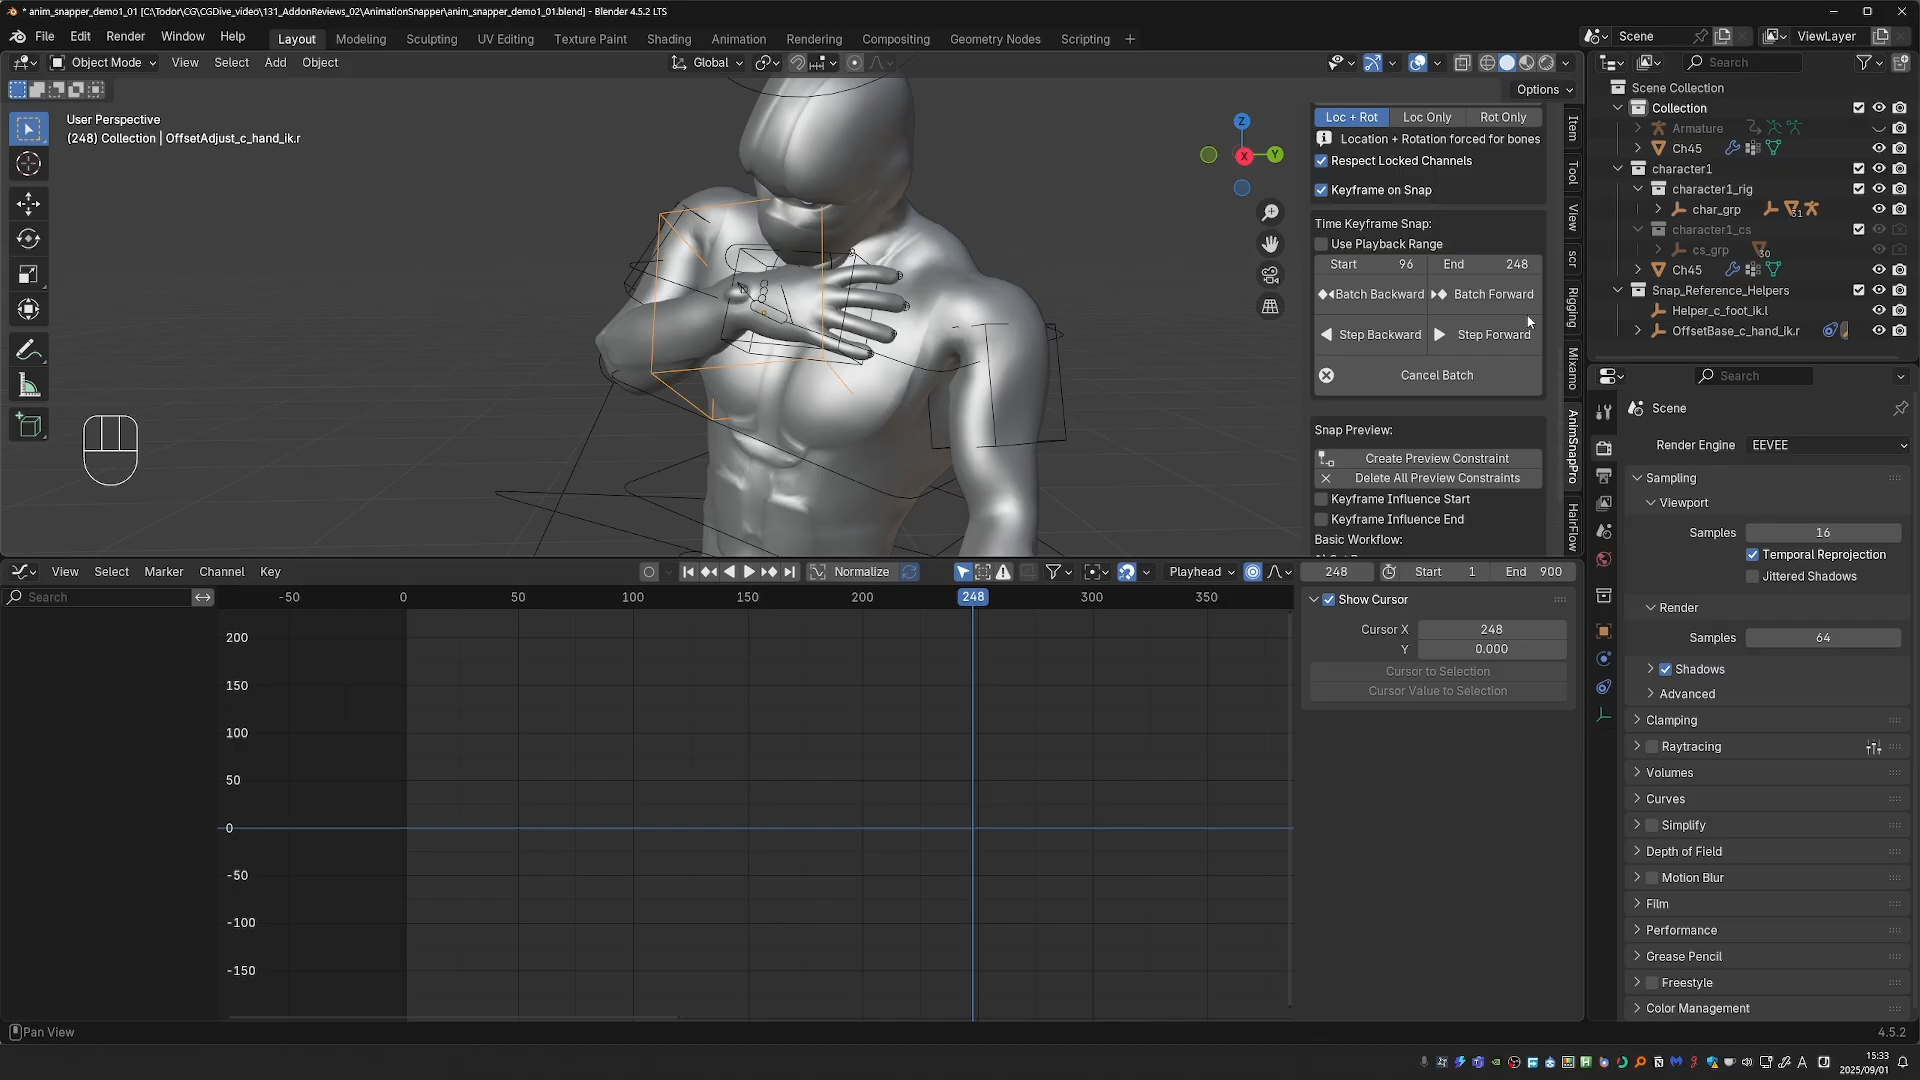 * anim_snapper_demo1_01 [C:\Todor\CG\CGDive_video\131_AddonReviews_02\AnimationSnapper\anim_snapper_demo1_01.blend] - Blender 4.5.2 LTS
File Edit Render Window Help Layout Modeling Sculpting UV Editing Texture Paint Shading Animation Rendering Compositing Geometry Nodes Scripting + Scene ViewLayer
Object Mode View Select Add Object Global Search
Options
User Perspective
(248) Collection | OffsetAdjust_c_hand_ik.r
Z
Y
X
Loc + Rot Loc Only Rot Only
Location + Rotation forced for bones
Respect Locked Channels
Keyframe on Snap
Time Keyframe Snap:
Use Playback Range
Start 96 End 248
Batch Backward Batch Forward
Step Backward Step Forward
Cancel Batch
Snap Preview:
Create Preview Constraint
Delete All Preview Constraints
Keyframe Influence Start
Keyframe Influence End
Basic Workflow:
Item
Tool
View
scr
Rigging
Mixamo
AnimSnapPro
HairFlow
Scene Collection
Collection
Armature
Ch45
character1
character1_rig
char_grp 31
character1_cs
cs_grp 30
Ch45
Snap_Reference_Helpers
Helper_c_foot_ik.l
OffsetBase_c_hand_ik.r
Search
Scene
Render Engine EEVEE
Sampling
Viewport
Samples 16
Temporal Reprojection
Jittered Shadows
Render
Samples 64
Shadows
Advanced
Clamping
Raytracing
Volumes
Curves
Simplify
Depth of Field
Motion Blur
Film
Performance
Grease Pencil
Freestyle
Color Management
View Select Marker Channel Key Normalize Playhead 248 Start 1 End 900
Search
-50 0 50 100 150 200 248 300 350
200
150
100
50
0
-50
-100
-150
Show Cursor
Cursor X 248
Y 0.000
Cursor to Selection
Cursor Value to Selection
Pan View
4.5.2
15:33
2025/09/01